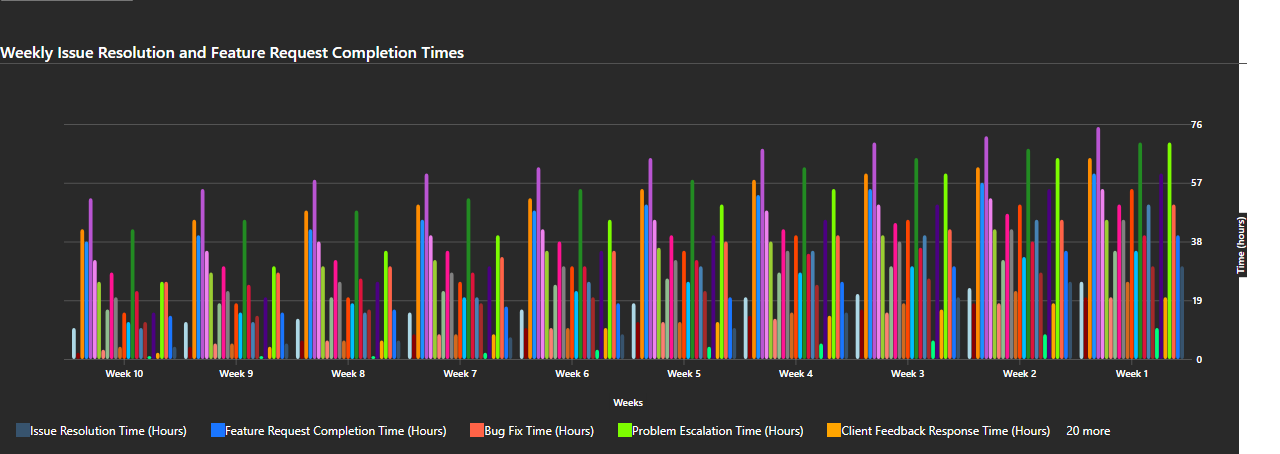 Weekly Issue Resolution and Feature Request Completion Times
76
57
38
19
0
Time (hours)
Week 10 Week 9 Week 8 Week 7 Week 6 Week 5 Week 4 Week 3 Week 2 Week 1
Weeks
Issue Resolution Time (Hours) Feature Request Completion Time (Hours) Bug Fix Time (Hours) Problem Escalation Time (Hours) Client Feedback Response Time (Hours) 20 more